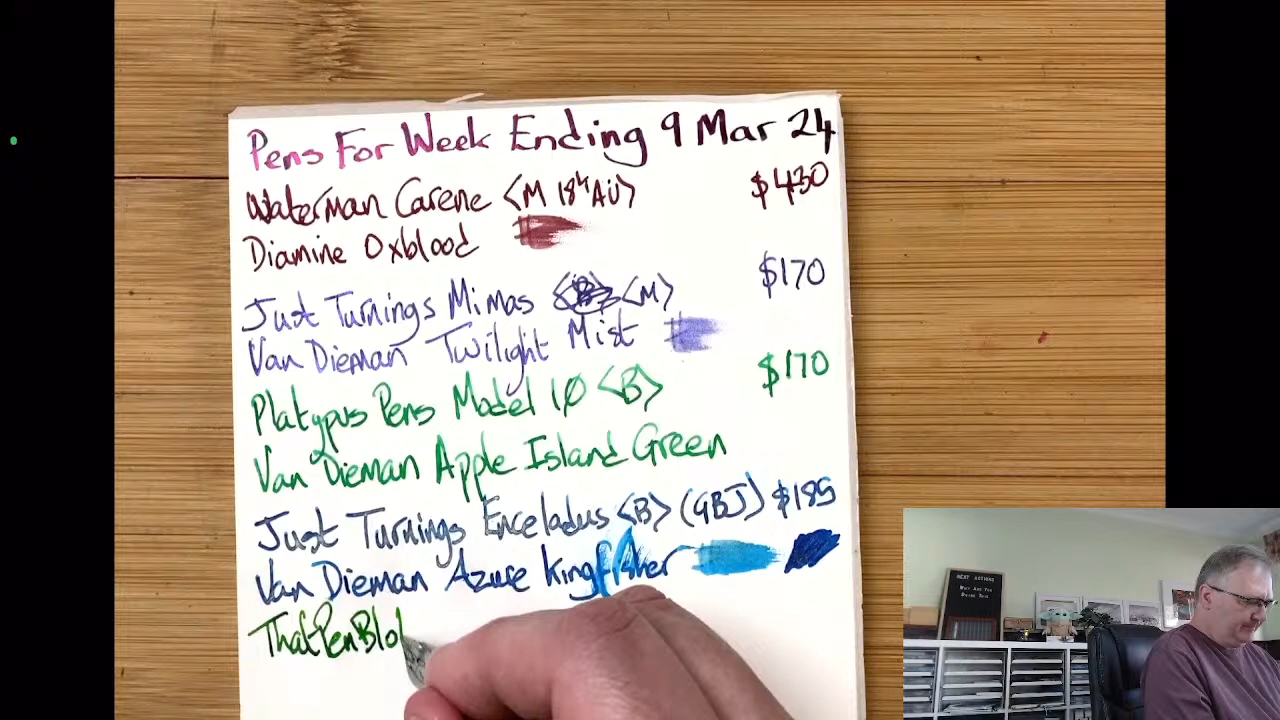 Pens For Week Ending 9 Mar 24
Waterman Carene <M 18k AU> $430
Diamine Oxblood
Just Turnings Mimas <B> <M> $170
Van Dieman Twilight Mist
Platypus Pens Model 10 <B> $170
Van Dieman Apple Island Green
Just Turnings Enceladus <B> (GBJ) $185
Van Dieman Azure Kingfisher
ThatPenBlo